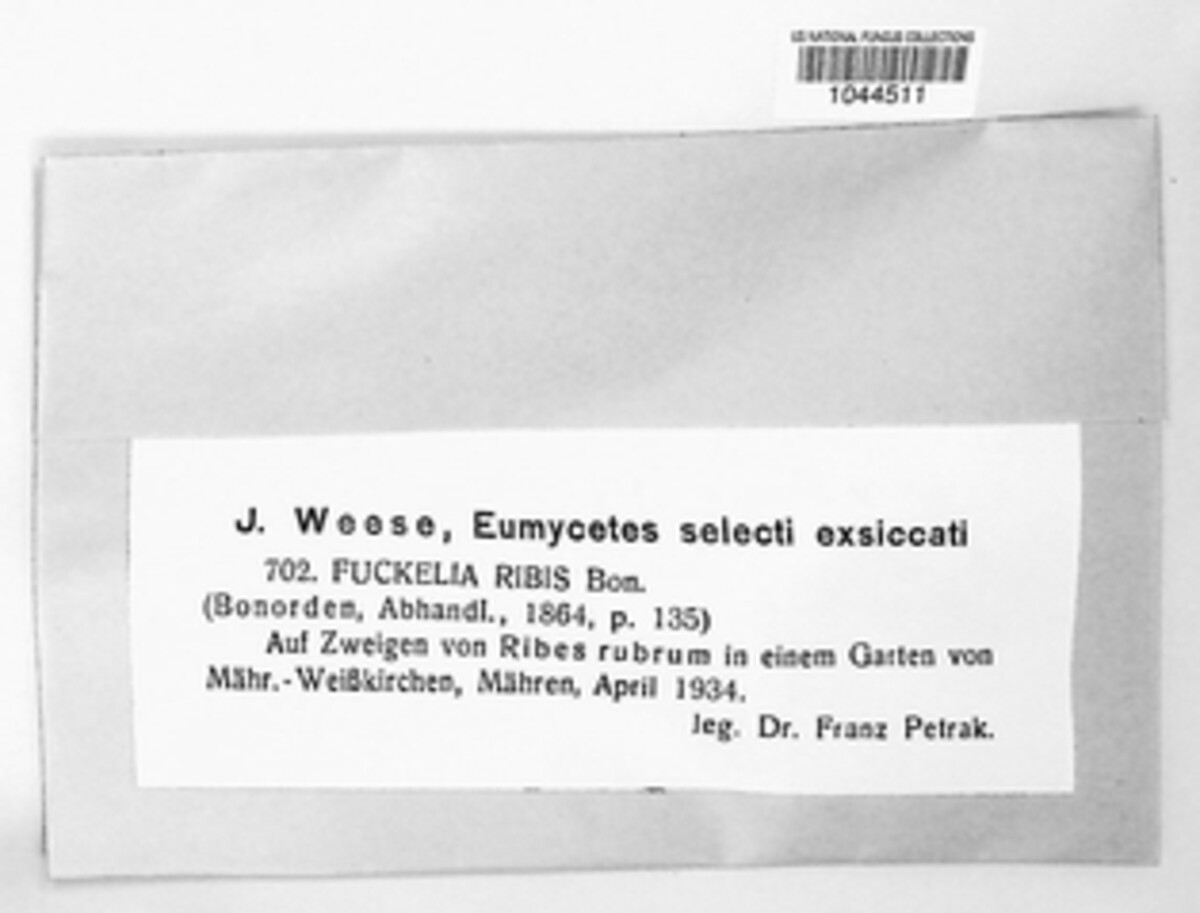 US NATIONAL FUNGUS COLLECTIONS
1044511
J. Weese, Eumycetes selecti exsiccati
702. FUCKELIA RIBIS Bon.
(Bonorden, Abhandl., 1864, p. 135)
Auf Zweigen von Ribes rubrum in einem Garten von
Mähr.-Weißkirchen, Mähren, April 1934.
leg. Dr. Franz Petrak.